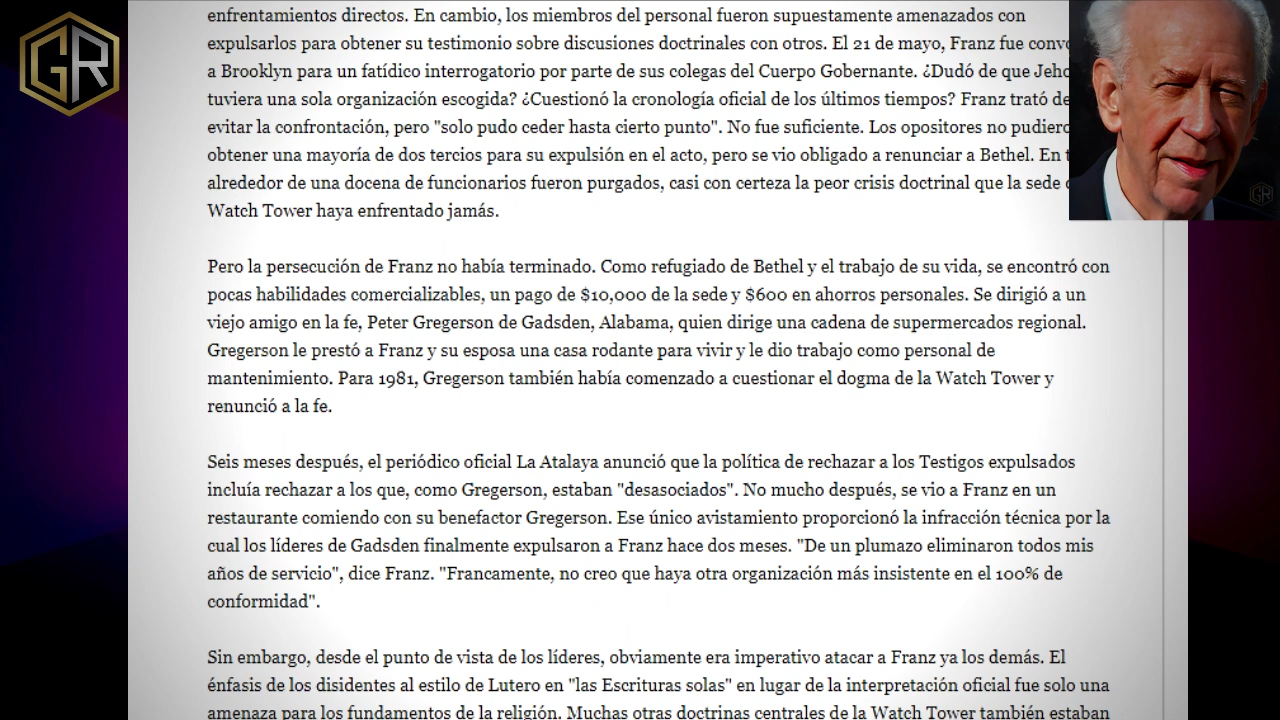 GR
enfrentamientos directos. En cambio, los miembros del personal fueron supuestamente amenazados con
expulsarlos para obtener su testimonio sobre discusiones doctrinales con otros. El 21 de mayo, Franz fue
a Brooklyn para un fatídico interrogatorio por parte de sus colegas del Cuerpo Gobernante. ¿Dudó de que
tuviera una sola organización escogida? ¿Cuestionó la cronología oficial de los últimos tiempos? Franz trató de
evitar la confrontación, pero "solo pudo ceder hasta cierto punto". No fue suficiente. Los opositores no
obtener una mayoría de dos tercios para su expulsión en el acto, pero se vio obligado a renunciar a Bethel. En
alrededor de una docena de funcionarios fueron purgados, casi con certeza la peor crisis doctrinal que la sede
Watch Tower haya enfrentado jamás.
Pero la persecución de Franz no había terminado. Como refugiado de Bethel y el trabajo de su vida, se encontró con
pocas habilidades comercializables, un pago de $10,000 de la sede y $600 en ahorros personales. Se dirigió a un
viejo amigo en la fe, Peter Gregerson de Gadsden, Alabama, quien dirige una cadena de supermercados regional.
Gregerson le prestó a Franz y su esposa una casa rodante para vivir y le dio trabajo como personal de
mantenimiento. Para 1981, Gregerson también había comenzado a cuestionar el dogma de la Watch Tower y
renunció a la fe.
Seis meses después, el periódico oficial La Atalaya anunció que la política de rechazar a los Testigos expulsados
incluía rechazar a los que, como Gregerson, estaban "desasociados". No mucho después, se vio a Franz en un
restaurante comiendo con su benefactor Gregerson. Ese único avistamiento proporcionó la infracción técnica por la
cual los líderes de Gadsden finalmente expulsaron a Franz hace dos meses. "De un plumazo eliminaron todos mis
años de servicio", dice Franz. "Francamente, no creo que haya otra organización más insistente en el 100% de
conformidad".
Sin embargo, desde el punto de vista de los líderes, obviamente era imperativo atacar a Franz ya los demás. El
énfasis de los disidentes al estilo de Lutero en "las Escrituras solas" en lugar de la interpretación oficial fue solo una
amenaza para los fundamentos de la religión. Muchas otras doctrinas centrales de la Watch Tower también estaban